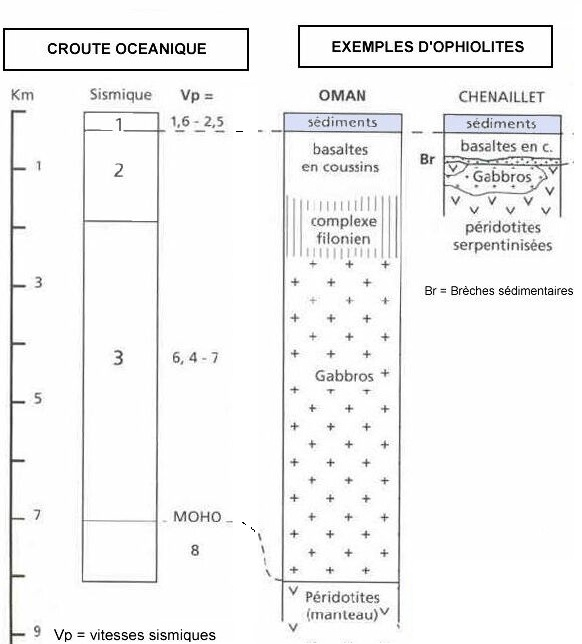 CROUTE OCEANIQUE
EXEMPLES D'OPHIOLITES
Km
Sismique
Vp =
OMAN
CHENAILLET
1
1,6 - 2,5
sédiments
sédiments
basaltes
en coussins
basaltes en c.
Br
1
2
Gabbros
complexe
filonien
péridotites
serpentinisées
3
Br = Brèches sédimentaires
3
6, 4 - 7
Gabbros
5
7
MOHO
8
Péridotites
(manteau)
9
Vp = vitesses sismiques